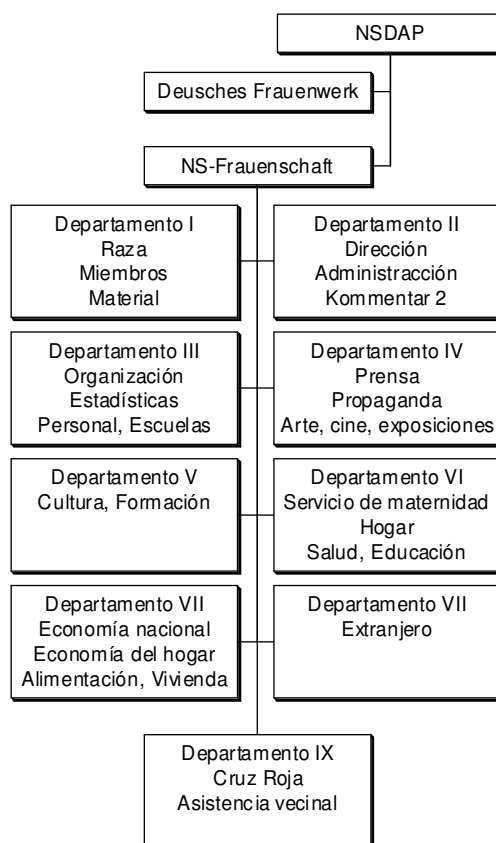 NSDAP
Deusches Frauenwerk
NS-Frauenschaft
Departamento I
Raza
Miembros
Material
Departamento II
Dirección
Administracción
Kommentar 2
Departamento III
Organización
Estadísticas
Personal, Escuelas
Departamento IV
Prensa
Propaganda
Arte, cine, exposiciones
Departamento V
Cultura, Formación
Departamento VI
Servicio de maternidad
Hogar
Salud, Educación
Departamento VII
Economía nacional
Economía del hogar
Alimentación, Vivienda
Departamento VII
Extranjero
Departamento IX
Cruz Roja
Asistencia vecinal